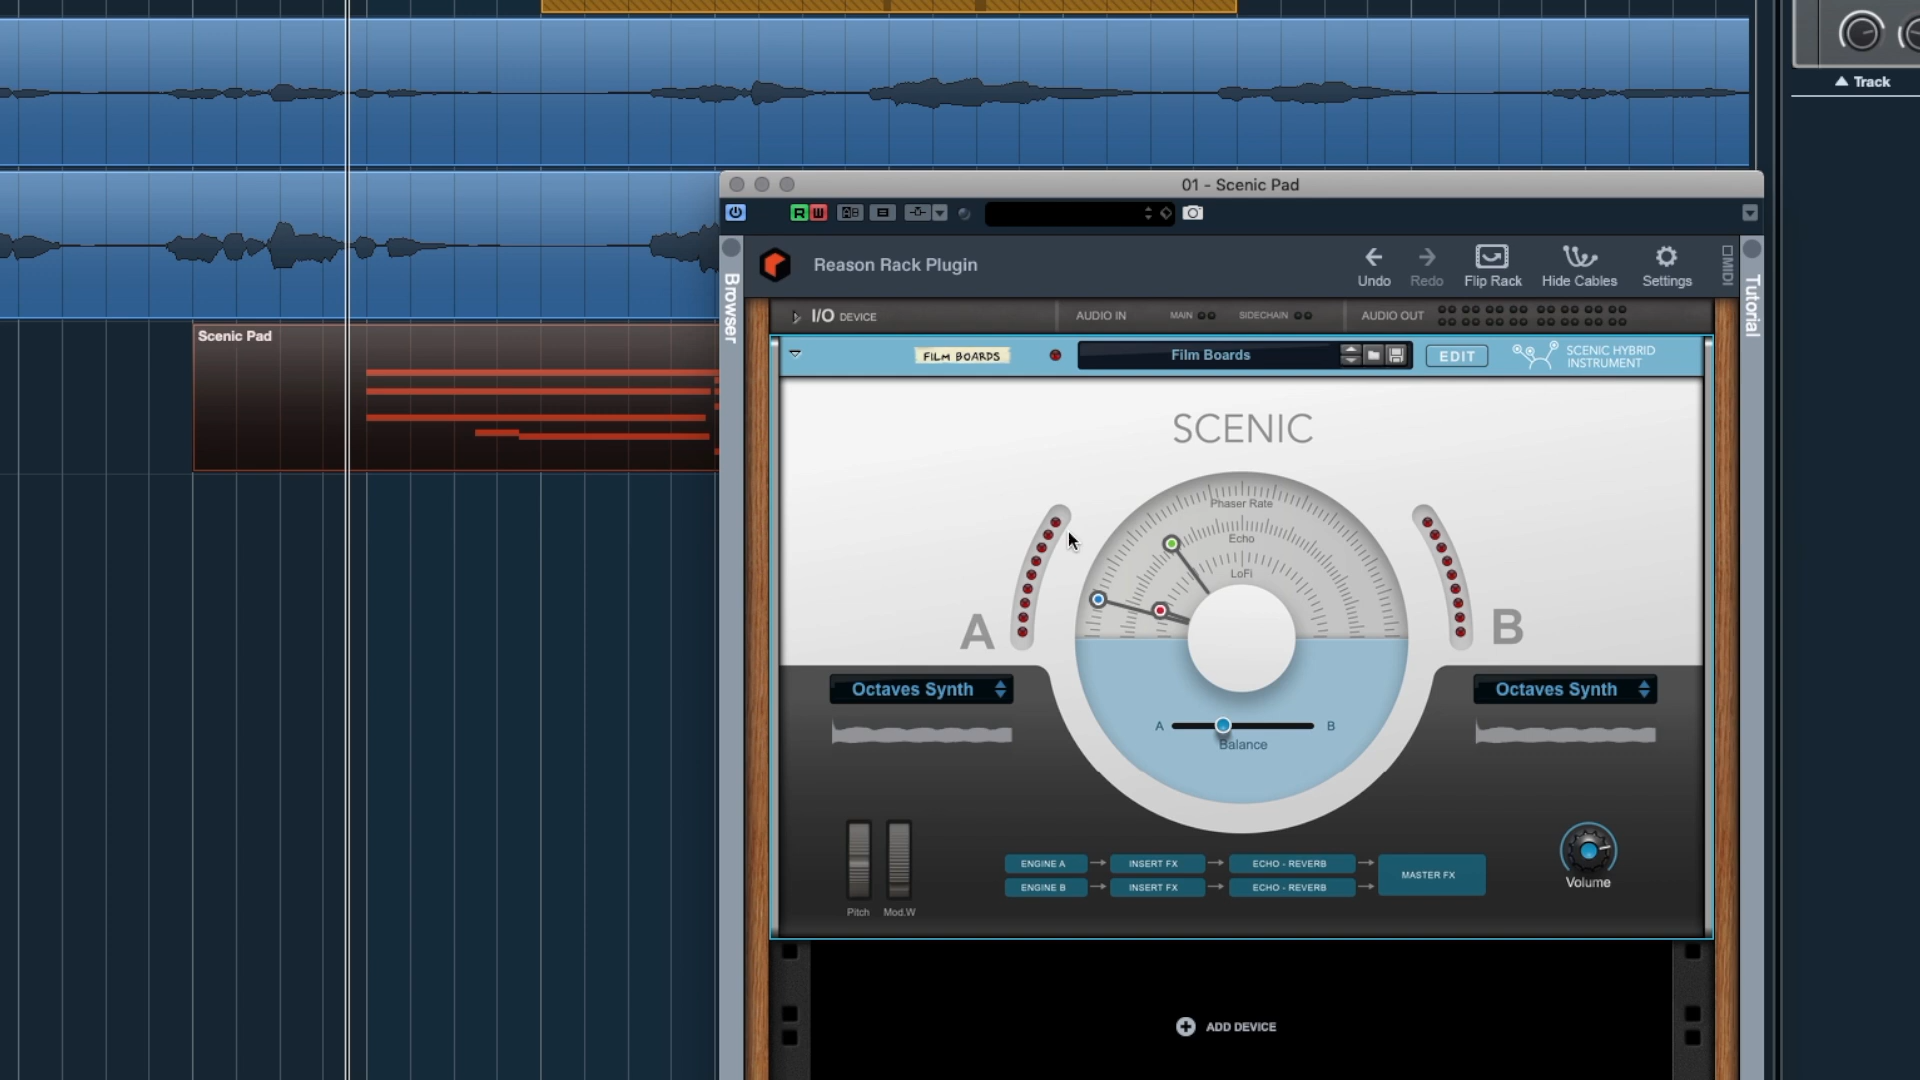 Track
01 - Scenic Pad
R W AB
Browser
Reason Rack Plugin
Undo
Redo
Flip Rack
Hide Cables
Settings
MIDI
Tutorial
I/O DEVICE
AUDIO IN
MAIN
SIDECHAIN
AUDIO OUT
Scenic Pad
FILM BOARDS
Film Boards
EDIT
SCENIC HYBRID
INSTRUMENT
SCENIC
Phaser Rate
Echo
LoFi
A
B
Octaves Synth
Octaves Synth
A
B
Balance
Pitch
Mod.W
ENGINE A
INSERT FX
ECHO - REVERB
ENGINE B
INSERT FX
ECHO - REVERB
MASTER FX
Volume
ADD DEVICE